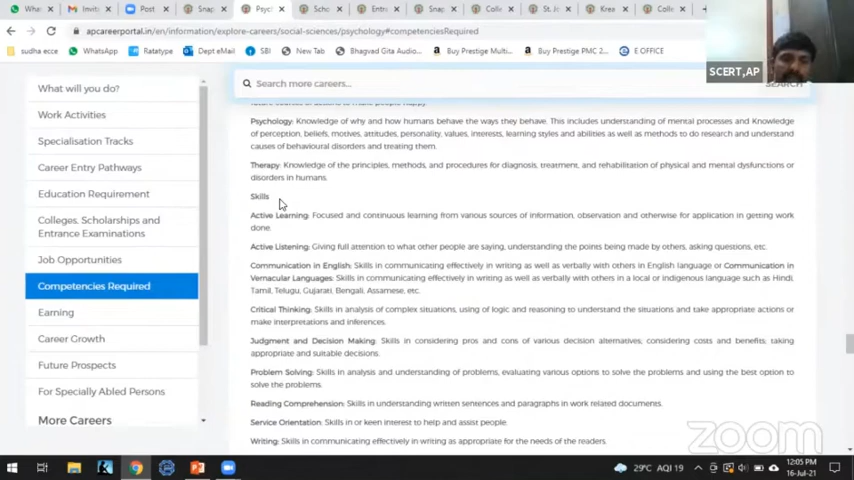 What
Invita
Post
Snap
Psych
Scho
Entra
Snap
Colle
St. Jo
Krea
Colle
apcareerportal.in/en/information/explore-careers/social-sciences/psychology#competenciesRequired
sudha ecce
WhatsApp
Ratatype
Dept eMail
SBI
New Tab
Bhagvad Gita Audio...
Buy Prestige PMC 2...
Buy Prestige PMC 2...
E OFFICE
SCERT,AP
Search more careers...
SEARCH
What will you do?
Work Activities
Specialisation Tracks
Career Entry Pathways
Education Requirement
Colleges, Scholarships and
Entrance Examinations
Job Opportunities
Competencies Required
Earning
Career Growth
Future Prospects
For Specially Abled Persons
More Careers
Psychology: Knowledge of why and how humans behave the ways they behave. This includes understanding of mental processes and Knowledge
of perception, beliefs, motives, attitudes, personality, values, interests, learning styles and abilities as well as methods to do research and understand
causes of behavioural disorders and treating them.
Therapy: Knowledge of the principles, methods, and procedures for diagnosis, treatment, and rehabilitation of physical and mental dysfunctions or
disorders in humans.
Skills
Active Learning: Focused and continuous learning from various sources of information, observation and otherwise for application in getting work
done.
Active Listening: Giving full attention to what other people are saying, understanding the points being made by others, asking questions, etc.
Communication in English: Skills in communicating effectively in writing as well as verbally with others in English language or Communication in
Vernacular Languages: Skills in communicating effectively in writing as well as verbally with others in a local or indigenous language such as Hindi,
Tamil, Telugu, Gujarati, Bengali, Assamese, etc.
Critical Thinking: Skills in analysis of complex situations, using of logic and reasoning to understand the situations and take appropriate actions or
make interpretations and inferences.
Judgment and Decision Making: Skills in considering pros and cons of various decision alternatives; considering costs and benefits; taking
appropriate and suitable decisions.
Problem Solving: Skills in analysis and understanding of problems, evaluating various options to solve the problems and using the best option to
solve the problems.
Reading Comprehension: Skills in understanding written sentences and paragraphs in work related documents.
Service Orientation: Skills in or keen interest to help and assist people.
Writing: Skills in communicating effectively in writing as appropriate for the needs of the readers.
zoom
29°C AQI 19
12:05 PM
16-Jul-21